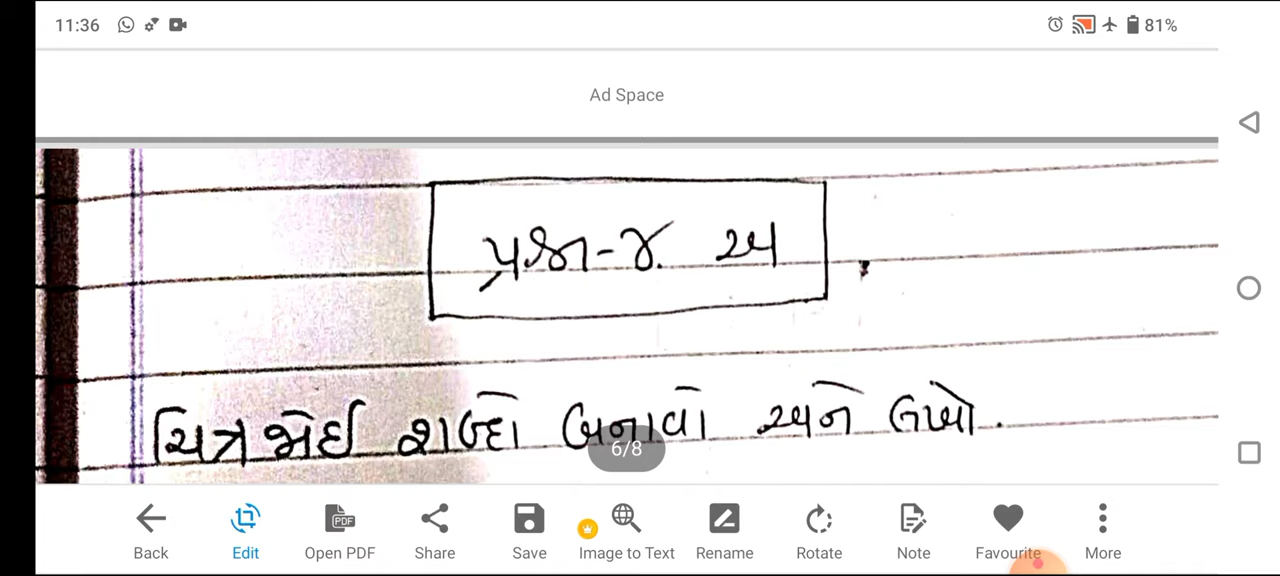 11:36 81%
Ad Space
પ્રશ્ન-૪. અ
ચિત્ર જોઈ શબ્દો બનાવો અને લખો.
6/8
Back Edit Open PDF Share Save Image to Text Rename Rotate Note Favourite More